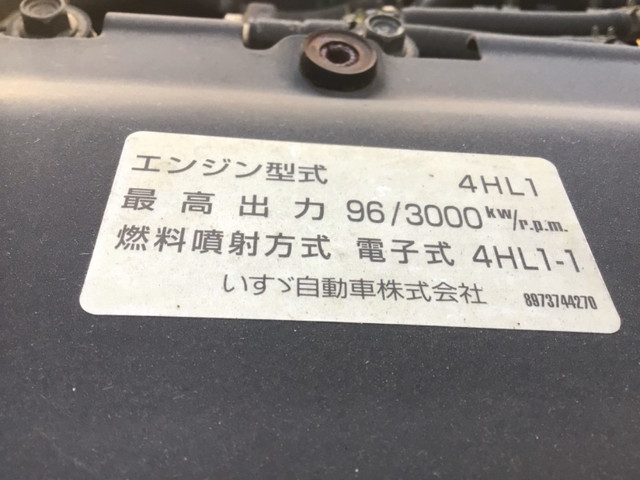 エンジン型式 4HL1
最高出力 96/3000 kw/r.p.m.
燃料噴射方式 電子式 4HL1-1
いすゞ自動車株式会社 8973744270